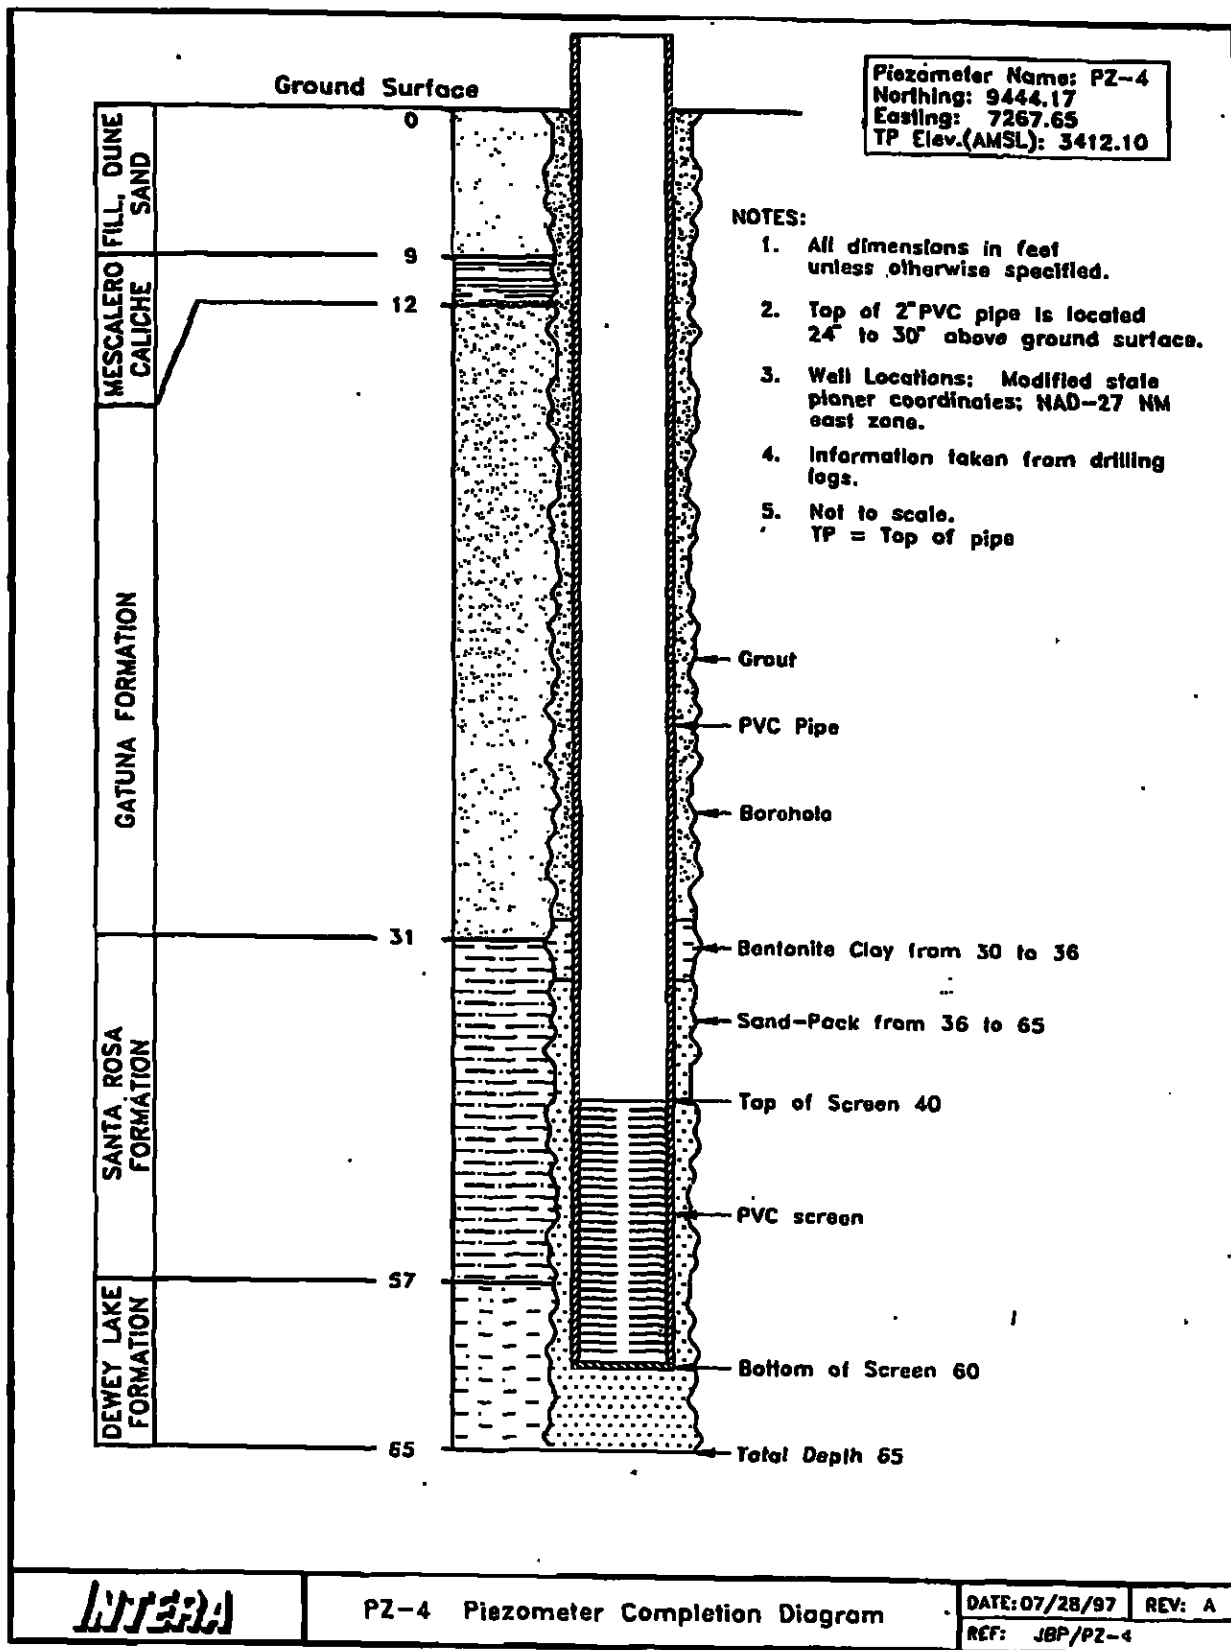 Ground Surface
Piezometer Name: PZ-4
Northing: 9444.17
Easting: 7267.65
TP Elev.(AMSL): 3412.10
FILL, DUNE
SAND
MESCALERO
CALICHE
GATUNA FORMATION
SANTA ROSA
FORMATION
DEWEY LAKE
FORMATION
0
9
12
31
57
65
NOTES:
1. All dimensions in feet
unless otherwise specified.
2. Top of 2" PVC pipe is located
24" to 30" above ground surface.
3. Well Locations: Modified state
planer coordinates; NAD-27 NM
east zone.
4. Information taken from drilling
logs.
5. Not to scale.
TP = Top of pipe
Grout
PVC Pipe
Borehole
Bentonite Clay from 30 to 36
Sand-Pack from 36 to 65
Top of Screen 40
PVC screen
Bottom of Screen 60
Total Depth 65
INTERA
PZ-4 Piezometer Completion Diagram
DATE: 07/28/97
REV: A
REF: JBP/PZ-4